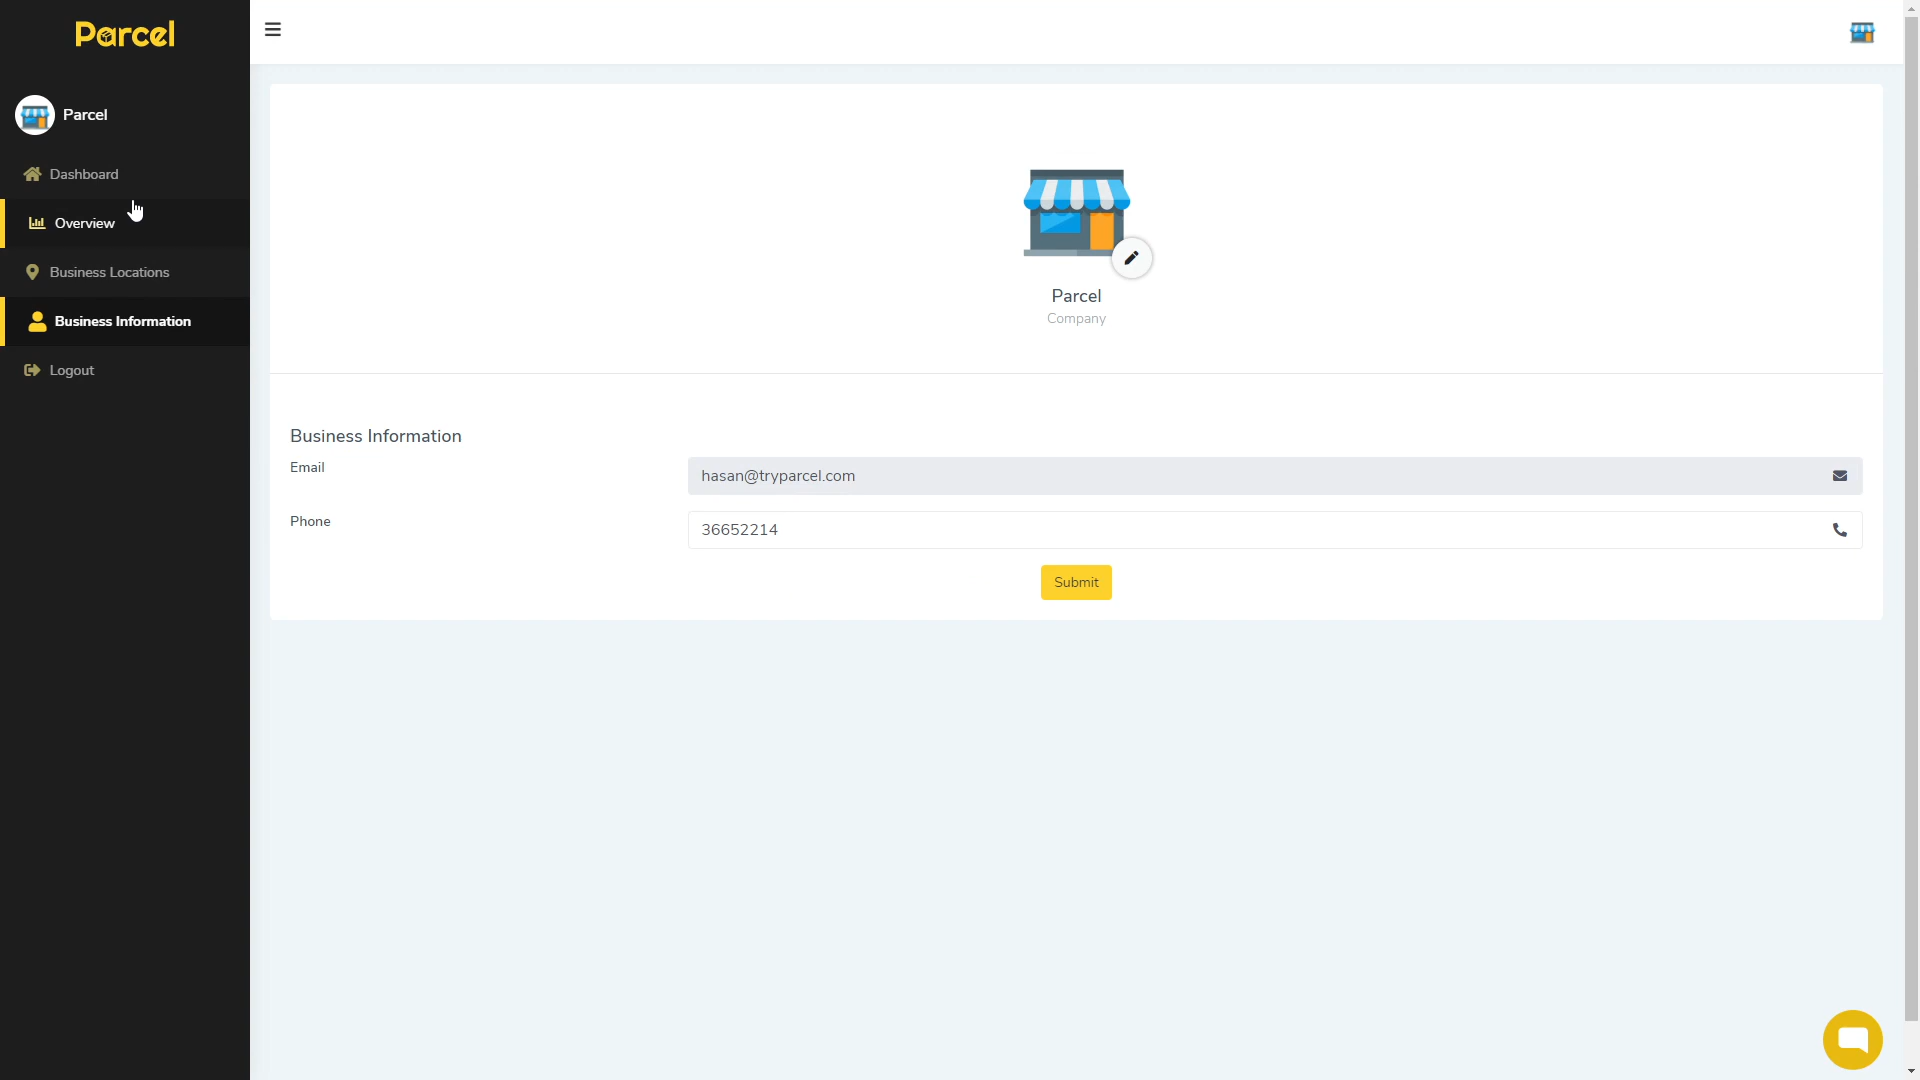 Parcel
Parcel
Dashboard
Overview
Business Locations
Business Information
Logout
Parcel
Company
Business Information
Email
hasan@tryparcel.com
Phone
36652214
Submit